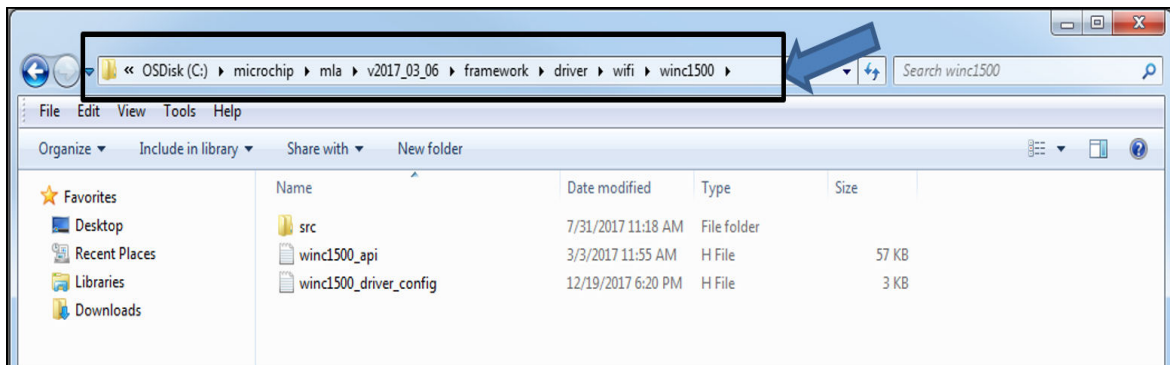 « OSDisk (C:) ▸ microchip ▸ mla ▸ v2017_03_06 ▸ framework ▸ driver ▸ wifi ▸ winc1500 ▸ Search winc1500
File Edit View Tools Help
Organize ▾ Include in library ▾ Share with ▾ New folder
Name Date modified Type Size
Favorites
Desktop src 7/31/2017 11:18 AM File folder
Recent Places winc1500_api 3/3/2017 11:55 AM H File 57 KB
Libraries winc1500_driver_config 12/19/2017 6:20 PM H File 3 KB
Downloads